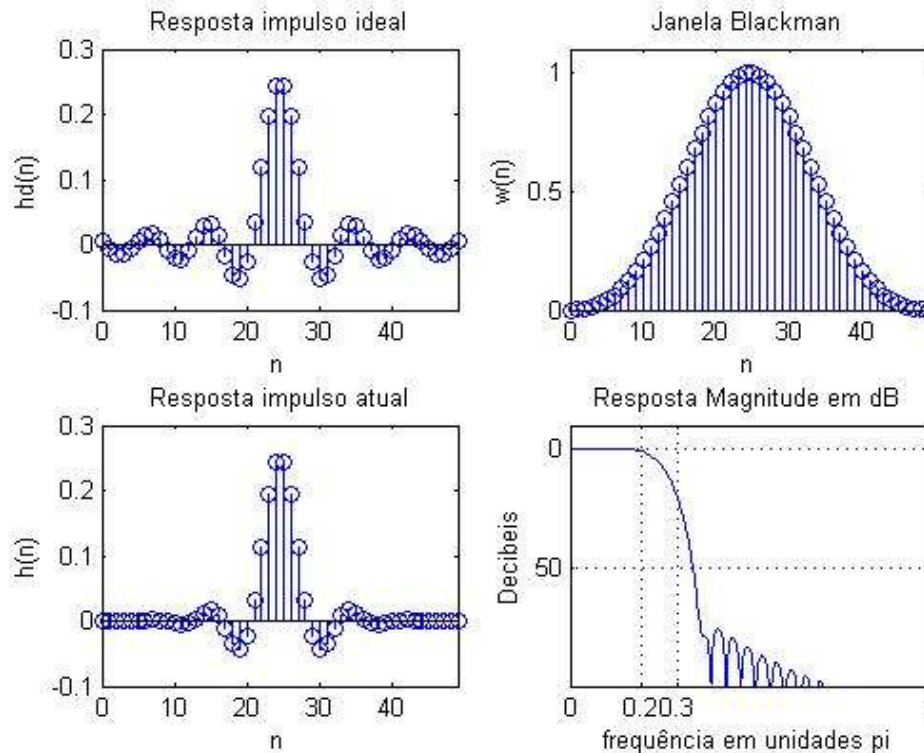 Resposta impulso ideal
0.3
0.2
0.1
0
-0.1
hd(n)
0
10
20
30
40
n
Janela Blackman
1
0.5
0
w(n)
0
10
20
30
40
n
Resposta impulso atual
0.3
0.2
0.1
0
-0.1
h(n)
0
10
20
30
40
n
Resposta Magnitude em dB
0
50
Decibeis
0
0.2
0.3
frequência em unidades pi